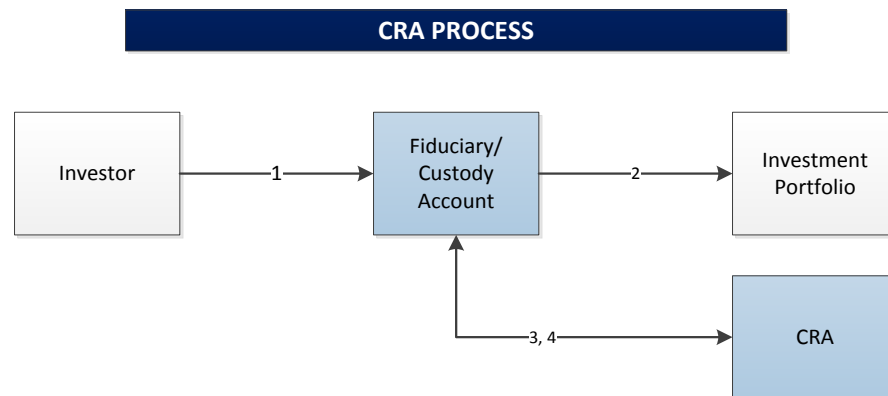 CRA PROCESS
Investor
1
Fiduciary/
Custody
Account
2
Investment
Portfolio
3, 4
CRA